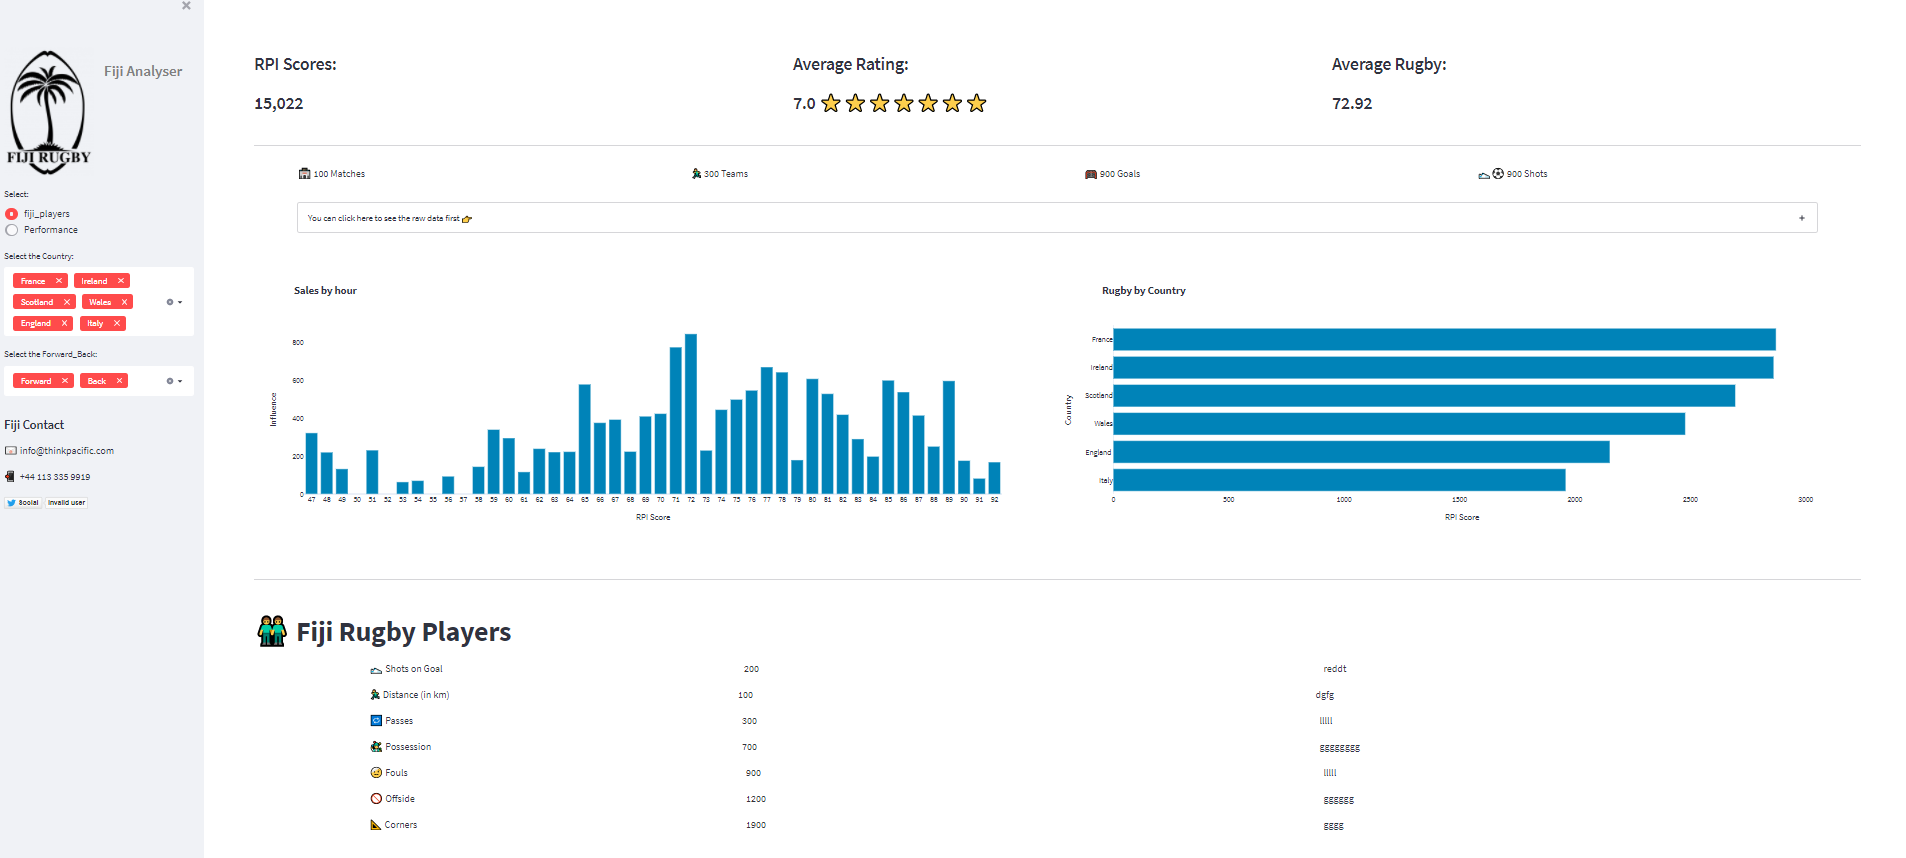 ×
Fiji Analyser
FIJI RUGBY
Select:
fiji_players
Performance
Select the Country:
France ×
Ireland ×
Scotland ×
Wales ×
England ×
Italy ×
Select the Forward_Back:
Forward ×
Back ×
Fiji Contact
info@thinkpacific.com
+44 113 335 9919
Social
Invalid user
RPI Scores:
15,022
Average Rating:
7.0
Average Rugby:
72.92
100 Matches
300 Teams
900 Goals
900 Shots
You can click here to see the raw data first
+
Sales by hour
Influence
800
600
400
200
0
47 48 49 50 51 52 53 54 55 56 57 58 59 60 61 62 63 64 65 66 67 68 69 70 71 72 73 74 75 76 77 78 79 80 81 82 83 84 85 86 87 88 89 90 91 92
RPI Score
Rugby by Country
Country
France
Ireland
Scotland
Wales
England
Italy
0 500 1000 1500 2000 2500 3000
RPI Score
Fiji Rugby Players
Shots on Goal 200 reddt
Distance (in km) 100 dgfg
Passes 300 lllll
Possession 700 gggggggg
Fouls 900 lllll
Offside 1200 gggggg
Corners 1900 gggg